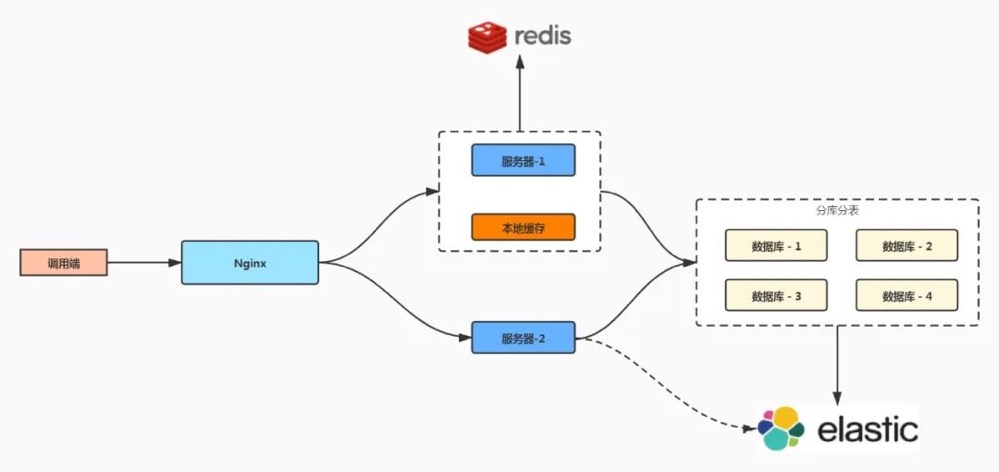 redis
服务器-1
本地缓存
调用端
Nginx
服务器-2
分库分表
数据库 - 1
数据库 - 2
数据库 - 3
数据库 - 4
elastic